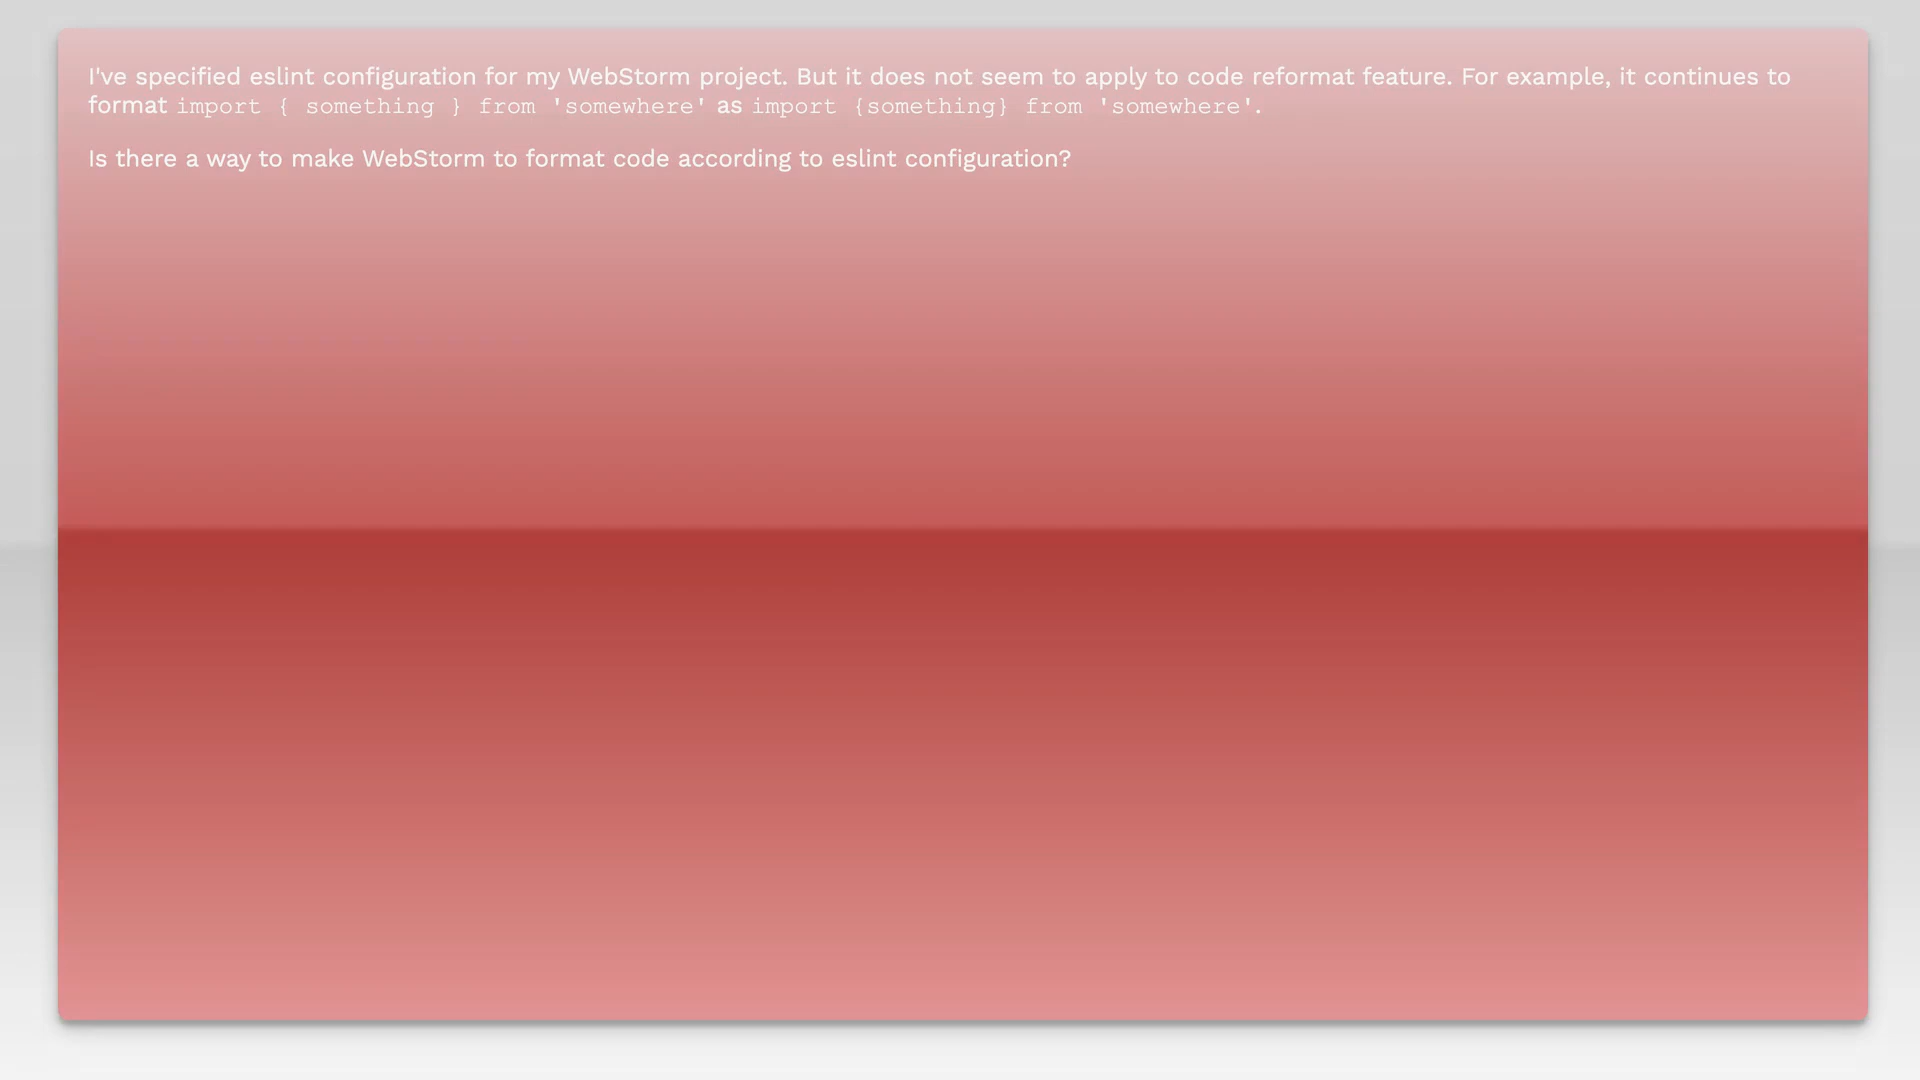 I've specified eslint configuration for my WebStorm project. But it does not seem to apply to code reformat feature. For example, it continues to
format import { something } from 'somewhere' as import {something} from 'somewhere'.
Is there a way to make WebStorm to format code according to eslint configuration?